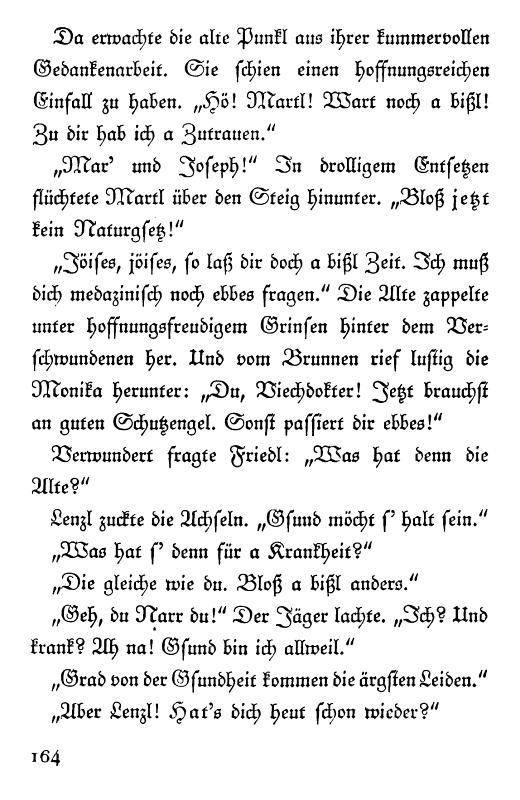 Da erwachte die alte Punkl aus ihrer kummervollen
Gedankenarbeit. Sie schien einen hoffnungsreichen
Einfall zu haben. „Hö! Martl! Wart noch a bißl!
Zu dir hab ich a Zutrauen.“
„Mar’ und Joseph!“ In drolligem Entsetzen
flüchtete Martl über den Steig hinunter. „Bloß jetzt
kein Naturgsetz!“
„Jöises, jöises, so laß dir doch a bißl Zeit. Ich muß
dich medazinisch noch ebbes fragen.“ Die Alte zappelte
unter hoffnungsfreudigem Grinsen hinter dem Ver-
schwundenen her. Und vom Brunnen rief lustig die
Monika herunter: „Du, Viechdokter! Jetzt brauchst
an guten Schutzengel. Sonst passiert dir ebbes!“
Verwundert fragte Friedl: „Was hat denn die
Alte?“
Lenzl zuckte die Achseln. „Gsund möcht s’ halt sein.“
„Was hat s’ denn für a Krankheit?“
„Die gleiche wie du. Bloß a bißl anders.“
„Geh, du Narr du!“ Der Jäger lachte. „Ich? Und
krank? Ah na! Gsund bin ich allweil.“
„Grad von der Gsundheit kommen die ärgsten Leiden.“
„Aber Lenzl! Hat’s dich heut schon wieder?“
164